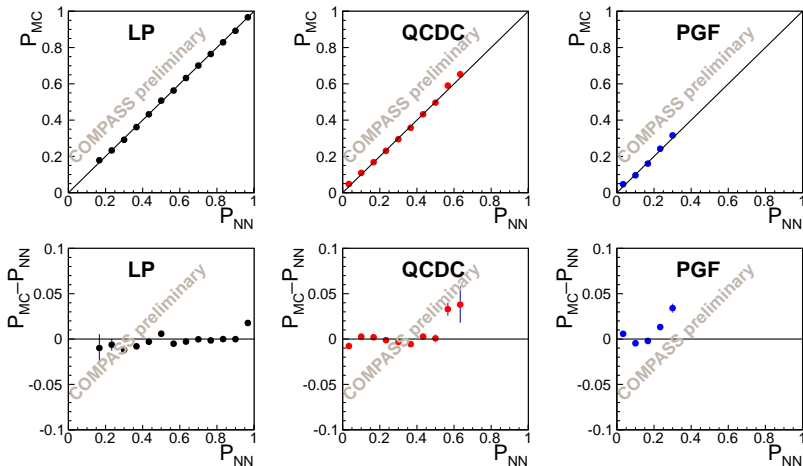 P_MC
LP
COMPASS preliminary
1
0.8
0.6
0.4
0.2
0
0 0.2 0.4 0.6 0.8 1
P_NN
P_MC
QCDC
COMPASS preliminary
1
0.8
0.6
0.4
0.2
0
0 0.2 0.4 0.6 0.8 1
P_NN
P_MC
PGF
COMPASS preliminary
1
0.8
0.6
0.4
0.2
0
0 0.2 0.4 0.6 0.8 1
P_NN
P_MC–P_NN
LP
COMPASS preliminary
0.1
0.05
0
-0.05
-0.1
0 0.2 0.4 0.6 0.8 1
P_NN
P_MC–P_NN
QCDC
COMPASS preliminary
0.1
0.05
0
-0.05
-0.1
0 0.2 0.4 0.6 0.8 1
P_NN
P_MC–P_NN
PGF
COMPASS preliminary
0.1
0.05
0
-0.05
-0.1
0 0.2 0.4 0.6 0.8 1
P_NN